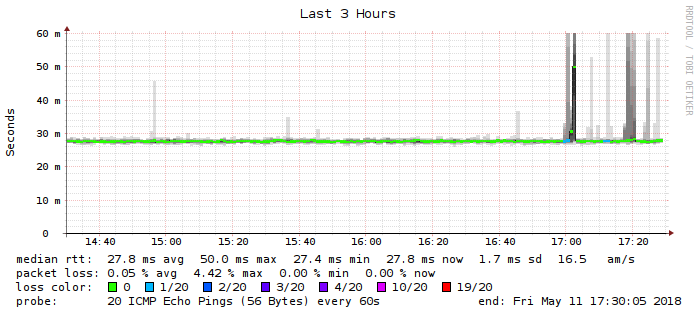 Last 3 Hours
RRDTOOL / TOBI OETIKER
Seconds
60 m
50 m
40 m
30 m
20 m
10 m
0
14:40 15:00 15:20 15:40 16:00 16:20 16:40 17:00 17:20
median rtt: 27.8 ms avg 50.0 ms max 27.4 ms min 27.8 ms now 1.7 ms sd 16.5 am/s
packet loss: 0.05 % avg 4.42 % max 0.00 % min 0.00 % now
loss color: 0 1/20 2/20 3/20 4/20 10/20 19/20
probe: 20 ICMP Echo Pings (56 Bytes) every 60s end: Fri May 11 17:30:05 2018